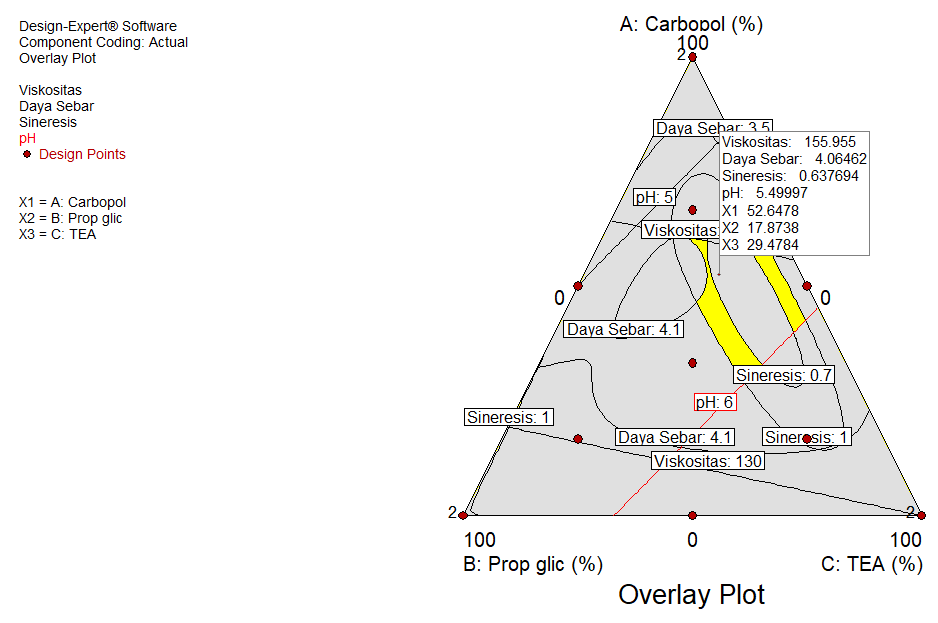 Design-Expert® Software
Component Coding: Actual
Overlay Plot
Viskositas
Daya Sebar
Sineresis
pH
Design Points
X1 = A: Carbopol
X2 = B: Prop glic
X3 = C: TEA
A: Carbopol (%)
100
2
Daya Sebar: 3.5
Viskositas: 155.955
Daya Sebar: 4.06462
Sineresis: 0.637694
pH: 5.49997
X1 52.6478
X2 17.8738
X3 29.4784
pH: 5
Viskositas:
0
0
Daya Sebar: 4.1
Sineresis: 0.7
pH: 6
Sineresis: 1
Daya Sebar: 4.1
Sineresis: 1
Viskositas: 130
2
2
100
0
100
B: Prop glic (%)
C: TEA (%)
Overlay Plot